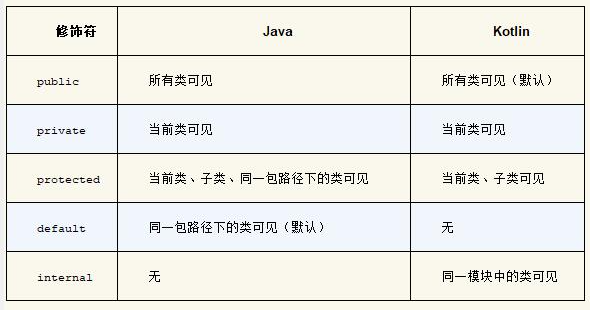 修饰符 Java Kotlin
public 所有类可见 所有类可见（默认）
private 当前类可见 当前类可见
protected 当前类、子类、同一包路径下的类可见 当前类、子类可见
default 同一包路径下的类可见（默认） 无
internal 无 同一模块中的类可见